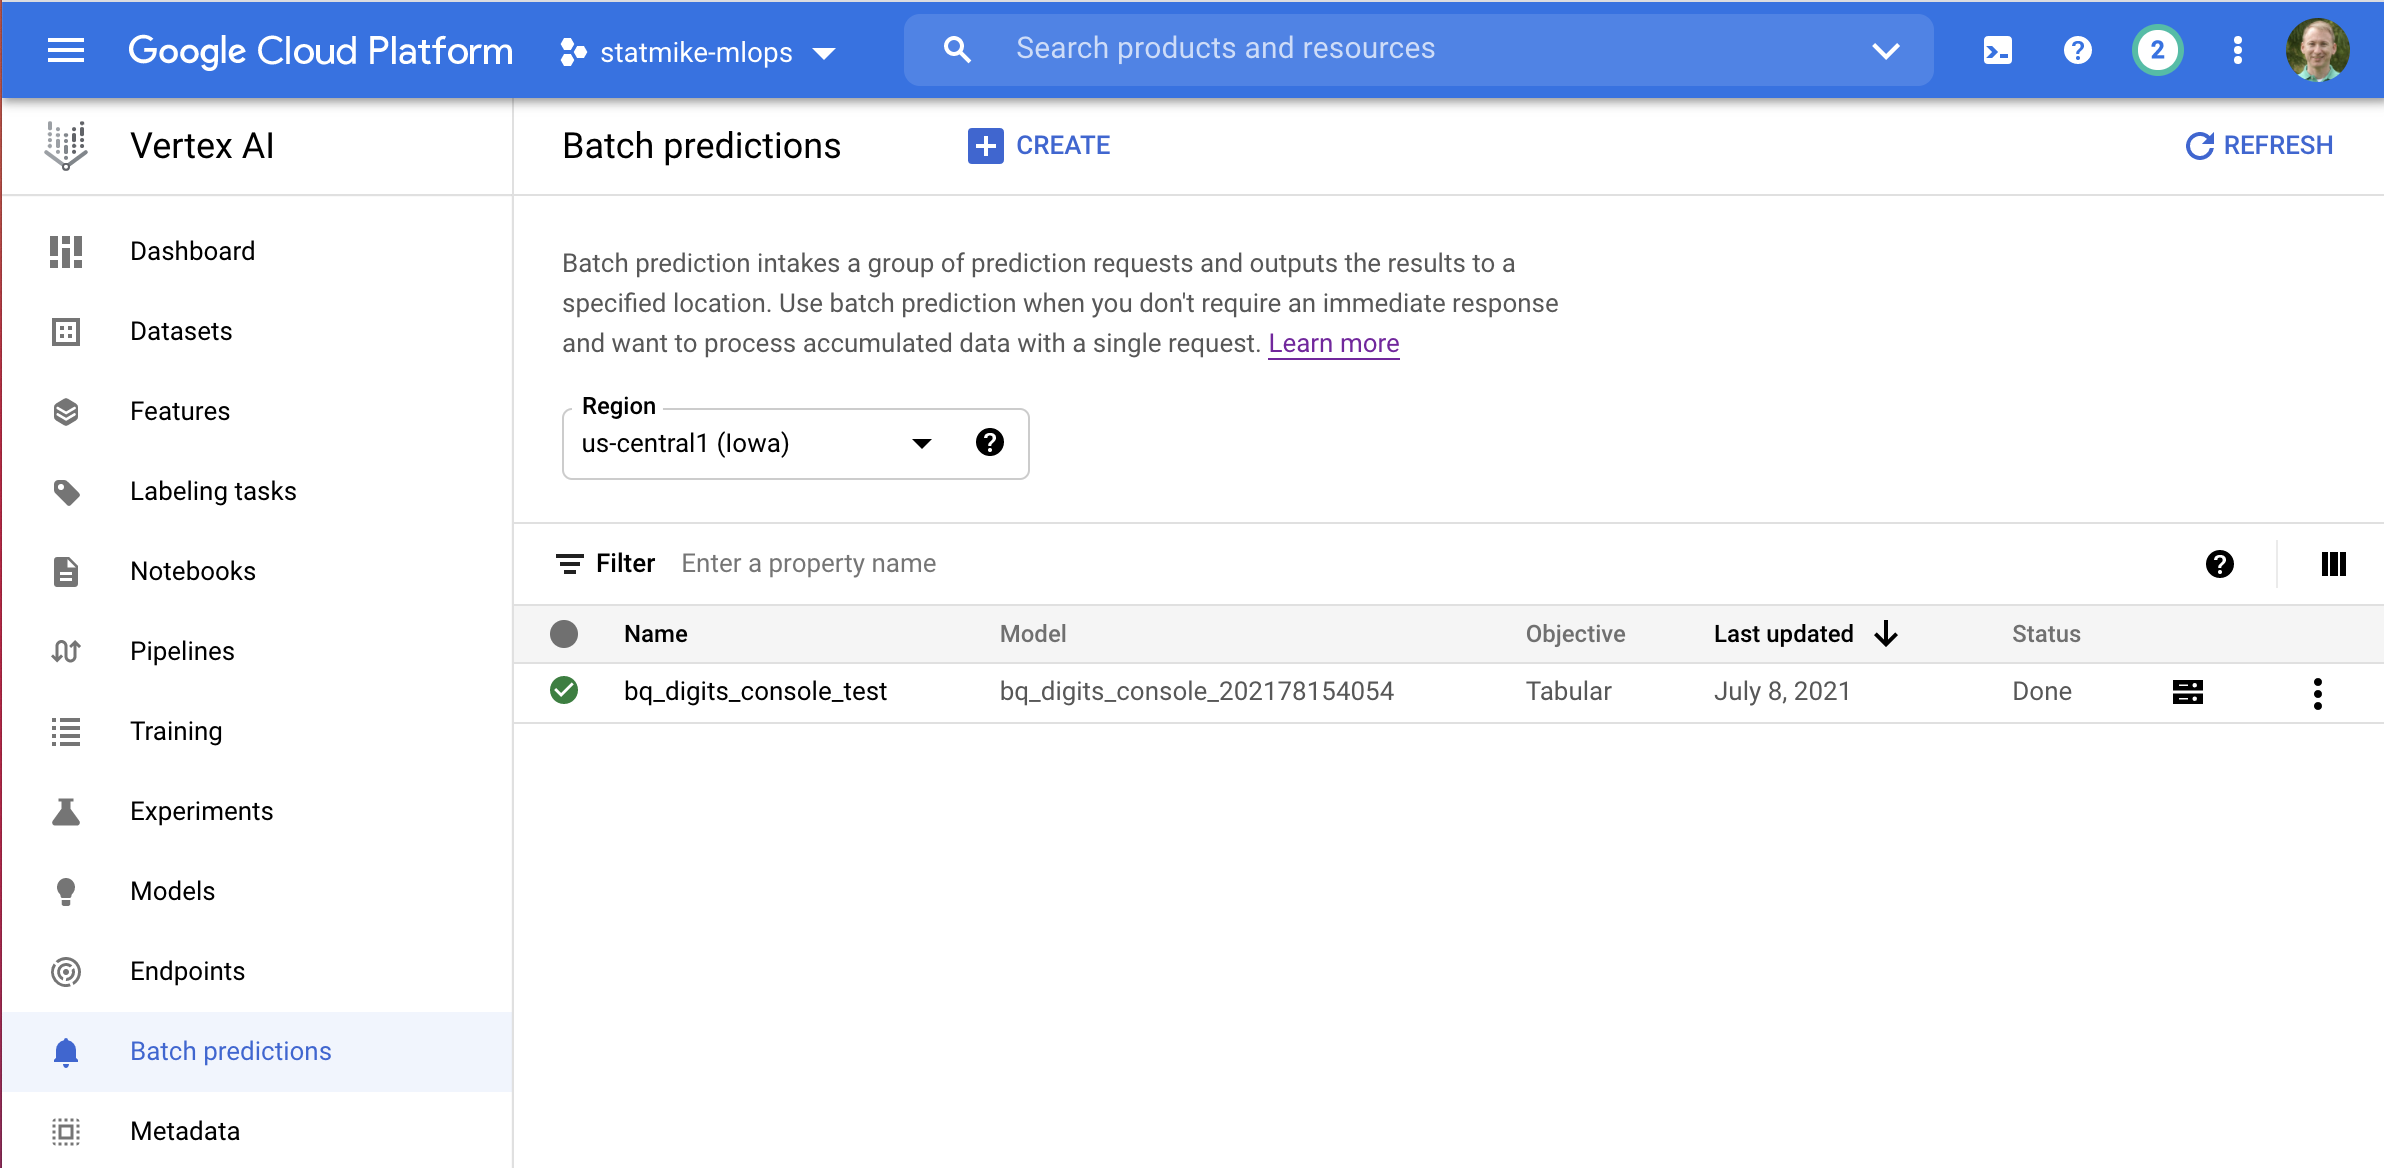 Google Cloud Platform
statmike-mlops
Search products and resources
2
Vertex AI
Batch predictions
CREATE
REFRESH
Dashboard
Datasets
Features
Labeling tasks
Notebooks
Pipelines
Training
Experiments
Models
Endpoints
Batch predictions
Metadata
Batch prediction intakes a group of prediction requests and outputs the results to a
specified location. Use batch prediction when you don't require an immediate response
and want to process accumulated data with a single request. Learn more
Region
us-central1 (Iowa)
Filter Enter a property name
Name Model Objective Last updated Status
bq_digits_console_test bq_digits_console_202178154054 Tabular July 8, 2021 Done